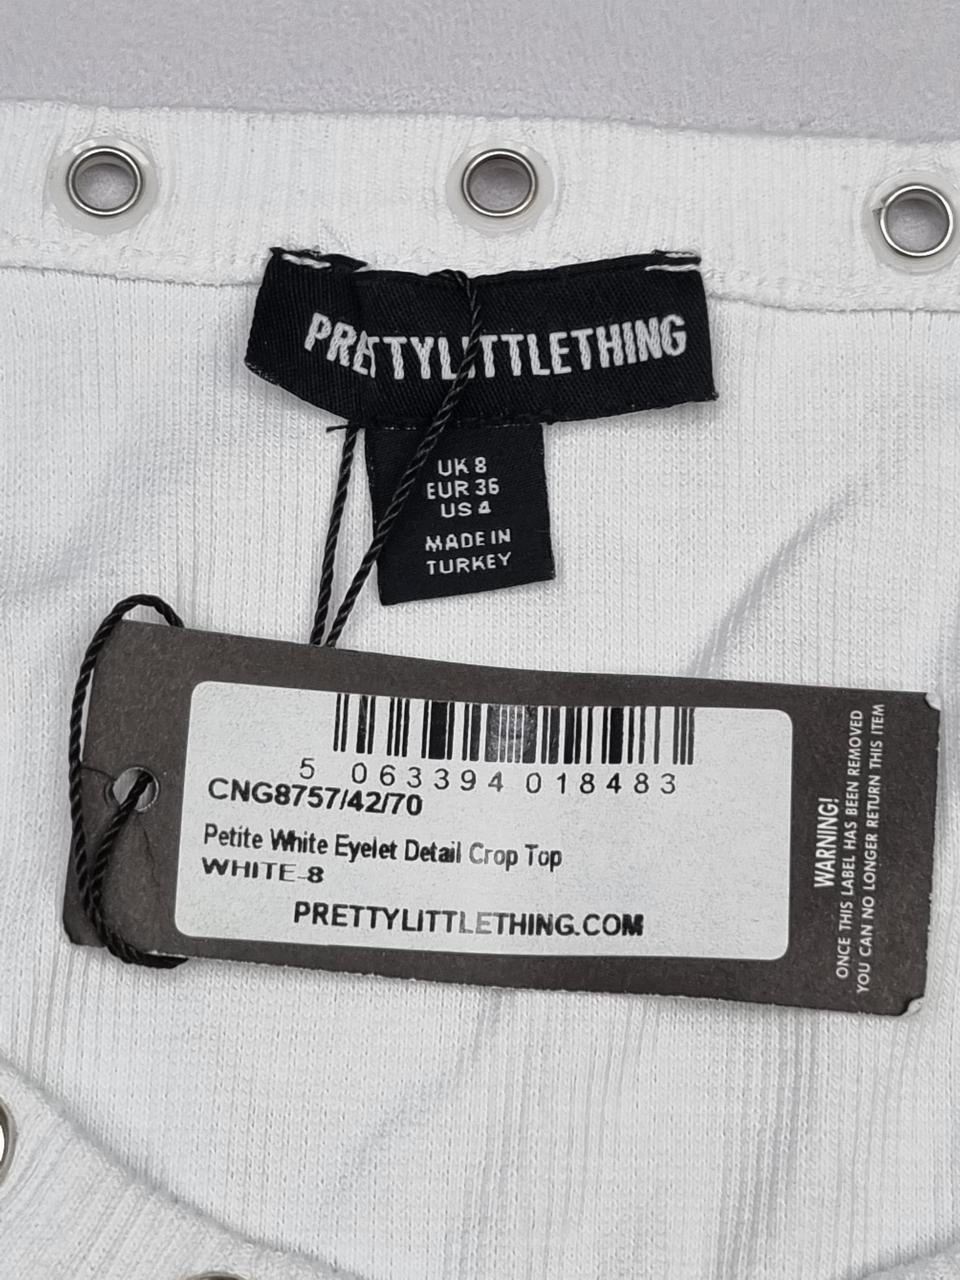 PRETTYLITTLETHING
UK 8
EUR 36
US 4
MADE IN
TURKEY
5 063394 018483
CNG8757/42/70
Petite White Eyelet Detail Crop Top
WHITE-8
PRETTYLITTLETHING.COM
WARNING!
ONCE THIS LABEL HAS BEEN REMOVED
YOU CAN NO LONGER RETURN THIS ITEM